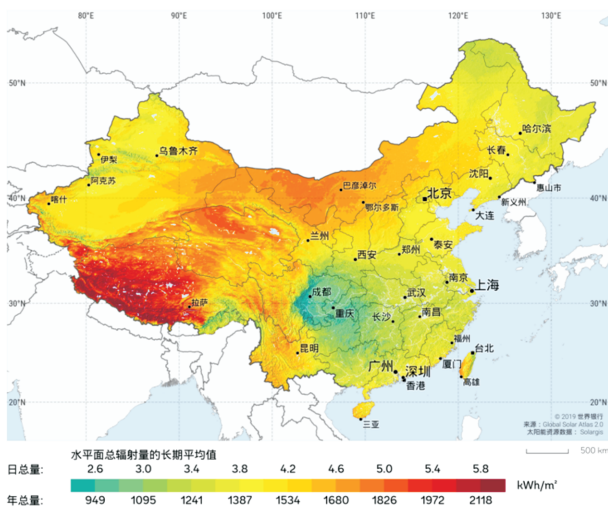 80°E 90°E 100°E 110°E 120°E 130°E
50°N 50°N
哈尔滨
长春
乌鲁木齐
伊犁
沈阳
阿克苏
巴彦淖尔
惠山市
北京
40°N 40°N
喀什
鄂尔多斯
新义州
大连
兰州
泰安
郑州
西安
南京
成都
武汉
上海
30°N 30°N
拉萨
重庆
南昌
长沙
福州
昆明
台北
广州
厦门
深圳
香港
高雄
20°N 20°N
三亚
© 2019 世界银行
来源:Global Solar Atlas 2.0
太阳能资源数据:Solargis
水平面总辐射量的长期平均值
500 km
日总量: 2.6 3.0 3.4 3.8 4.2 4.6 5.0 5.4 5.8
kWh/m²
年总量: 949 1095 1241 1387 1534 1680 1826 1972 2118